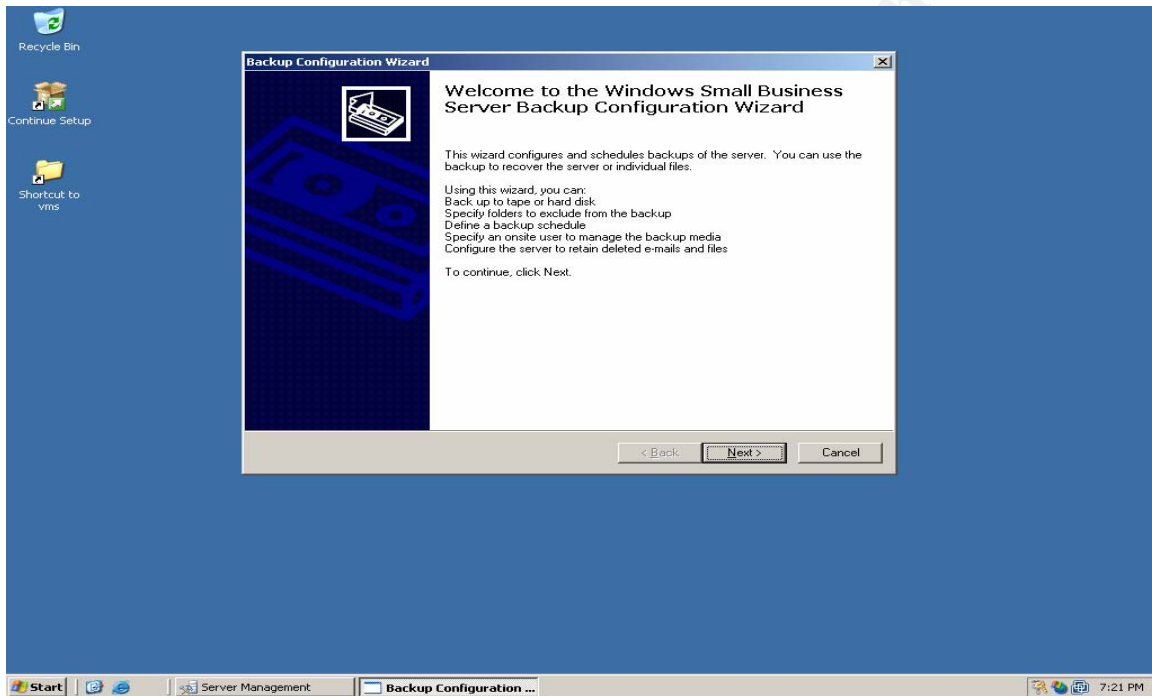 Recycle Bin
Continue Setup
Shortcut to
vms
Backup Configuration Wizard
Welcome to the Windows Small Business
Server Backup Configuration Wizard
This wizard configures and schedules backups of the server. You can use the
backup to recover the server or individual files.
Using this wizard, you can:
Back up to tape or hard disk
Specify folders to exclude from the backup
Define a backup schedule
Specify an onsite user to manage the backup media
Configure the server to retain deleted e-mails and files
To continue, click Next.
< Back
Next >
Cancel
Start
Server Management
Backup Configuration ...
7:21 PM